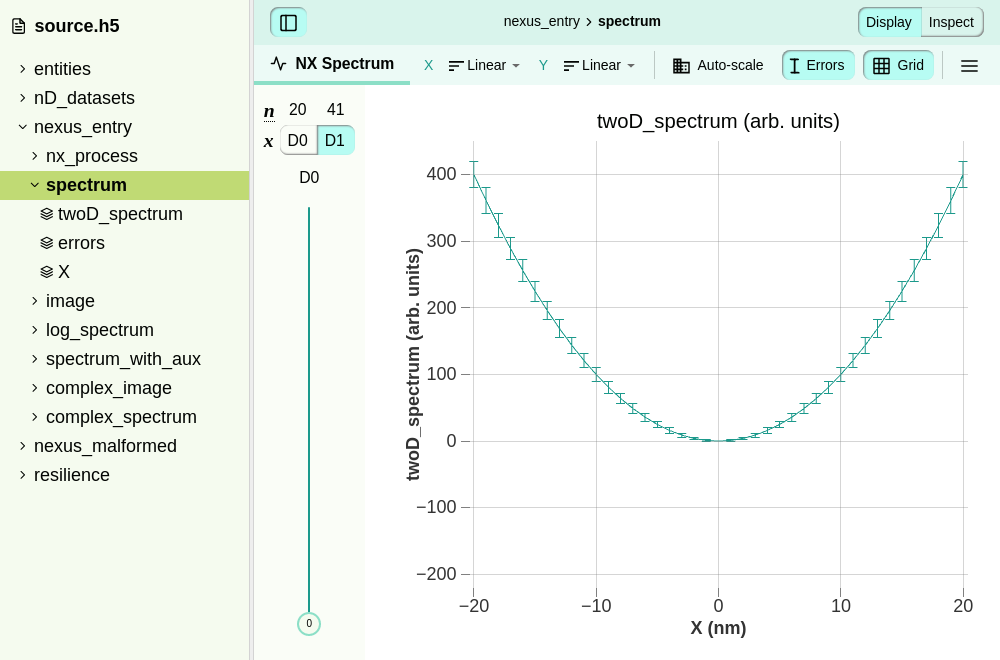 source.h5
entities
nD_datasets
nexus_entry
nx_process
spectrum
twoD_spectrum
errors
X
image
log_spectrum
spectrum_with_aux
complex_image
complex_spectrum
nexus_malformed
resilience
nexus_entry > spectrum
Display Inspect
NX Spectrum X Linear Y Linear Auto-scale Errors Grid
n 20 41
x D0 D1
D0
0
twoD_spectrum (arb. units)
400
300
200
100
0
−100
−200
twoD_spectrum (arb. units)
−20 −10 0 10 20
X (nm)